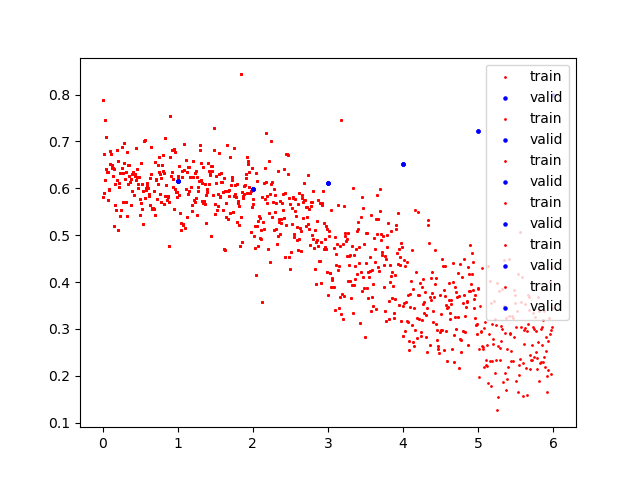 0.8
0.7
0.6
0.5
0.4
0.3
0.2
0.1
0 1 2 3 4 5 6
train
valid
train
valid
train
valid
train
valid
train
valid
train
valid